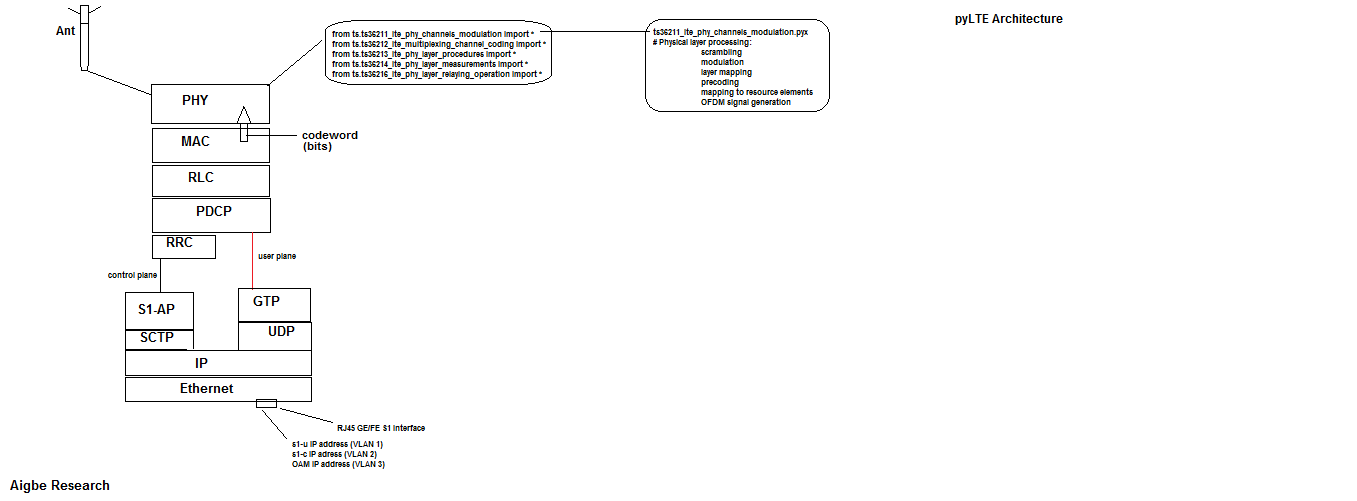 pyLTE Architecture
Ant
from ts.ts36211_lte_phy_channels_modulation import *
from ts.ts36212_lte_multiplexing_channel_coding import *
from ts.ts36213_lte_phy_layer_procedures import *
from ts.ts36214_lte_phy_layer_measurements import *
from ts.ts36216_lte_phy_layer_relaying_operation import *
ts36211_lte_phy_channels_modulation.pyx
# Physical layer processing:
scrambling
modulation
layer mapping
precoding
mapping to resource elements
OFDM signal generation
PHY
codeword
(bits)
MAC
RLC
PDCP
RRC
user plane
control plane
S1-AP
GTP
SCTP
UDP
IP
Ethernet
RJ45 GE/FE S1 interface
s1-u IP address (VLAN 1)
s1-c IP adress (VLAN 2)
OAM IP address (VLAN 3)
Aigbe Research